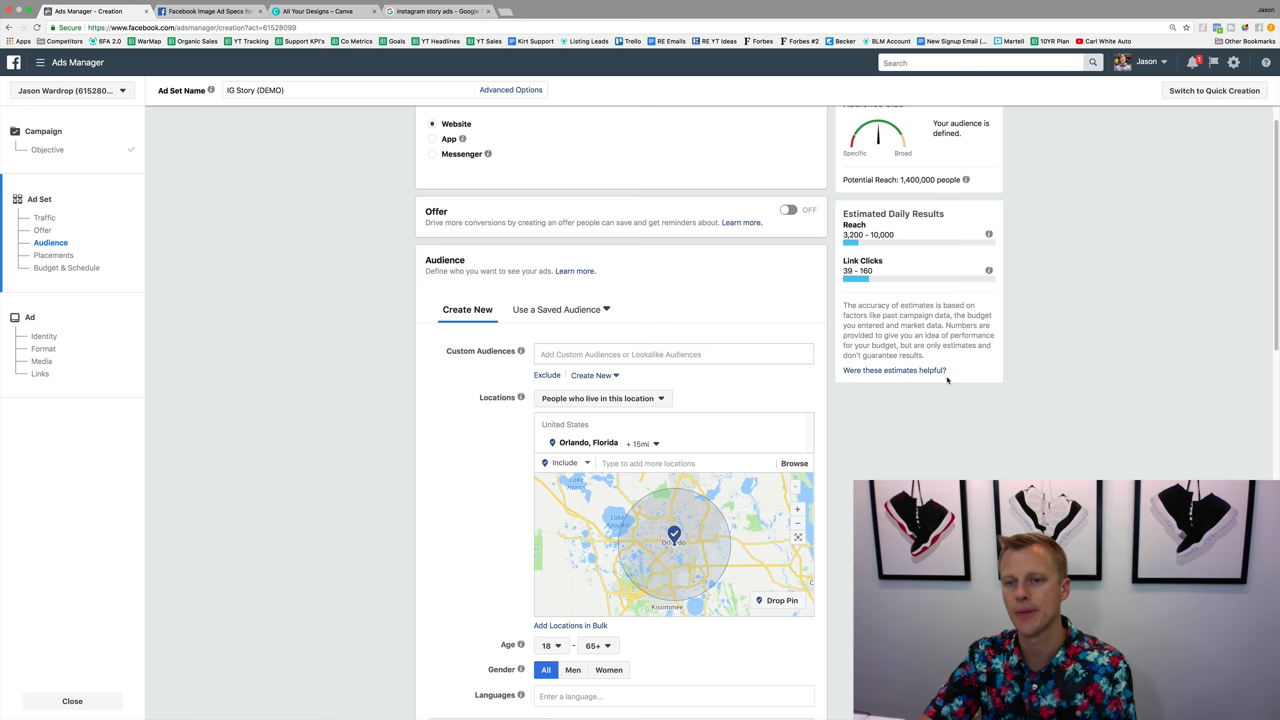 Ads Manager - Creation
Facebook Image Ad Specs for
All Your Designs – Canva
instagram story ads - Google
Jason
Secure
https://www.facebook.com/adsmanager/creation?act=61528099
Apps
Competitors
6FA 2.0
WarMap
Organic Sales
YT Tracking
Support KPI's
Co Metrics
Goals
YT Headlines
YT Sales
Kirt Support
Listing Leads
Trello
RE Emails
RE YT Ideas
Forbes
Forbes #2
Becker
BLM Account
New Signup Email (
Martell
10YR Plan
Carl White Auto
Other Bookmarks
Ads Manager
Search
Jason
1
Jason Wardrop (615280...
Ad Set Name
IG Story (DEMO)
Advanced Options
Switch to Quick Creation
Campaign
Objective
Ad Set
Traffic
Offer
Audience
Placements
Budget & Schedule
Ad
Identity
Format
Media
Links
Close
Website
App
Messenger
Offer
OFF
Drive more conversions by creating an offer people can save and get reminders about. Learn more.
Audience
Define who you want to see your ads. Learn more.
Create New
Use a Saved Audience
Custom Audiences
Add Custom Audiences or Lookalike Audiences
Exclude
Create New
Locations
People who live in this location
United States
Orlando, Florida
+ 15mi
Include
Type to add more locations
Browse
Lake
Harris
Lake
Apopka
Orlando
Kissimmee
Drop Pin
Add Locations in Bulk
Age
18
-
65+
Gender
All
Men
Women
Languages
Enter a language...
Audience Size
Your audience is
defined.
Specific
Broad
Potential Reach: 1,400,000 people
Estimated Daily Results
Reach
3,200 - 10,000
Link Clicks
39 - 160
The accuracy of estimates is based on
factors like past campaign data, the budget
you entered and market data. Numbers are
provided to give you an idea of performance
for your budget, but are only estimates and
don't guarantee results.
Were these estimates helpful?